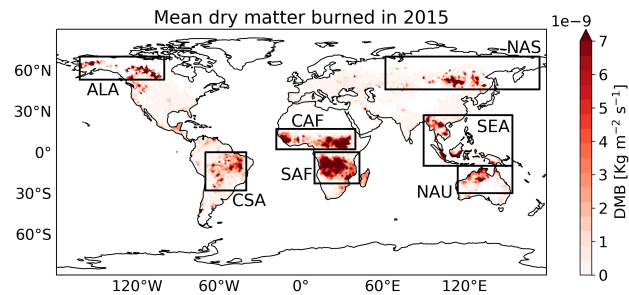 Mean dry matter burned in 2015
1e−9
NAS
ALA
CAF
SEA
SAF
CSA
NAU
60°N
30°N
0°
30°S
60°S
120°W
60°W
0°
60°E
120°E
7
6
5
4
3
2
1
0
DMB [Kg m⁻² s⁻¹]